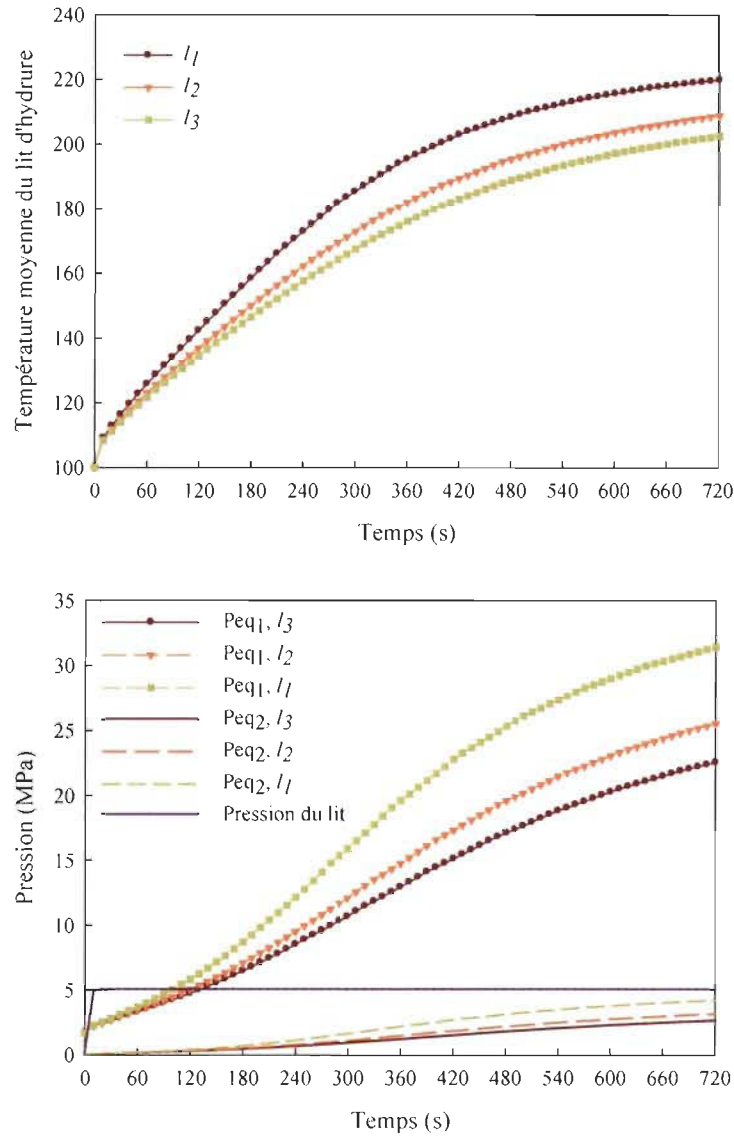 240
220
200
180
160
140
120
100
Température moyenne du lit d'hydrure
l1
l2
l3
0 60 120 180 240 300 360 420 480 540 600 660 720
Temps (s)
35
30
25
20
15
10
5
0
Pression (MPa)
Peq1, l3
Peq1, l2
Peq1, l1
Peq2, l3
Peq2, l2
Peq2, l1
Pression du lit
0 60 120 180 240 300 360 420 480 540 600 660 720
Temps (s)